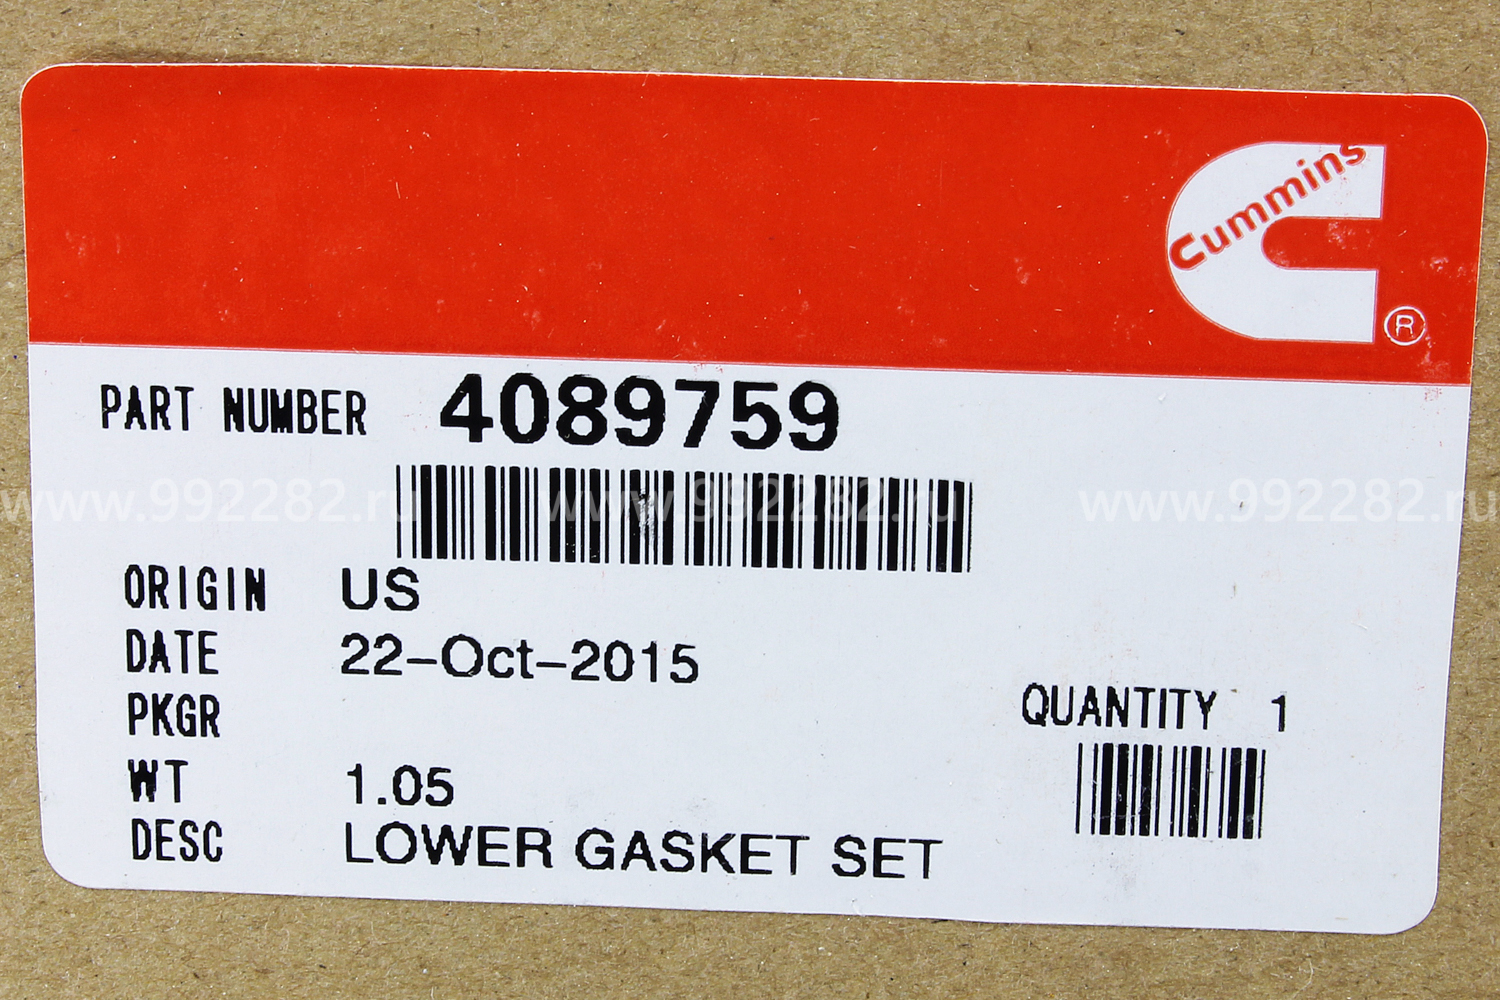 Cummins
®
PART NUMBER 4089759
www.992282.ru www.992282.ru www.992282.ru
ORIGIN US
DATE 22-Oct-2015
PKGR
QUANTITY 1
WT 1.05
DESC LOWER GASKET SET